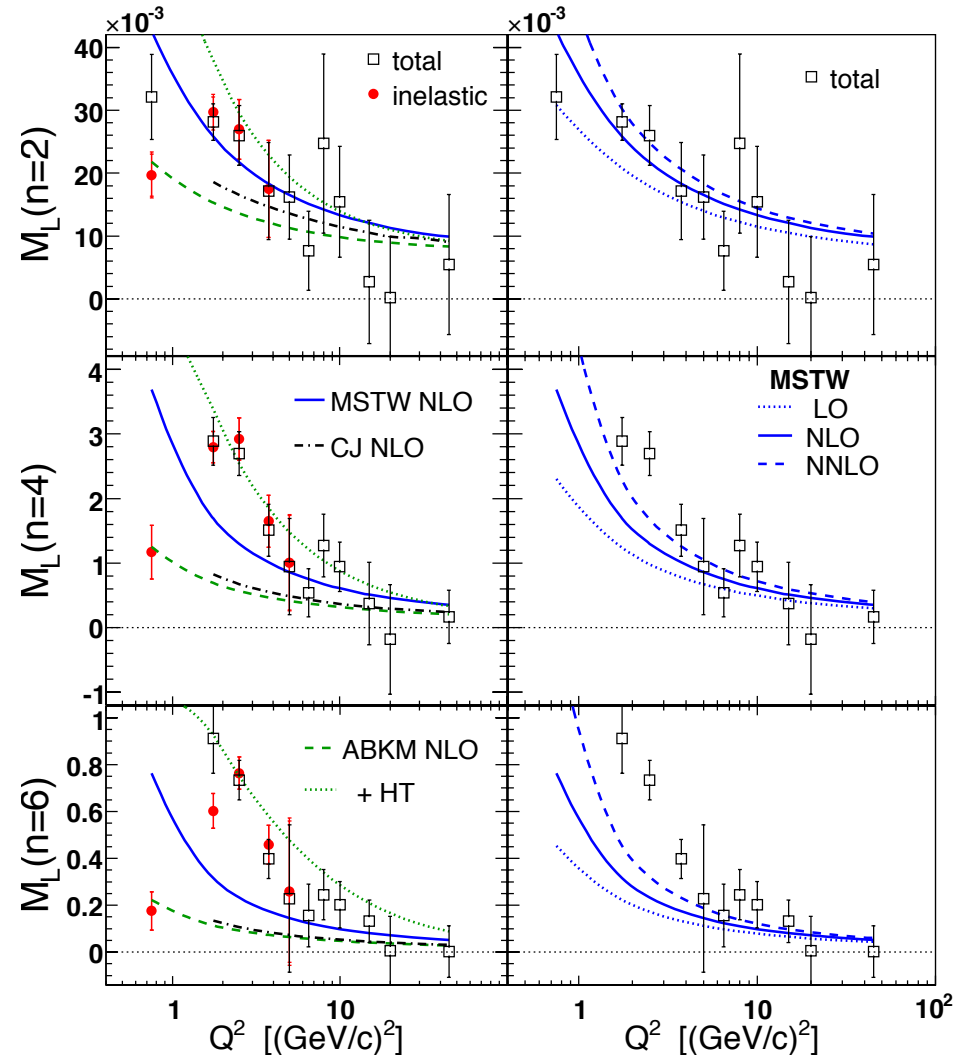 ×10⁻³
×10⁻³
M_L(n=2)
40
30
20
10
0
total
inelastic
total
M_L(n=4)
4
3
2
1
0
-1
MSTW NLO
CJ NLO
MSTW
LO
NLO
NNLO
M_L(n=6)
1
0.8
0.6
0.4
0.2
0
ABKM NLO
+ HT
1
10
1
10
10²
Q² [(GeV/c)²]
Q² [(GeV/c)²]